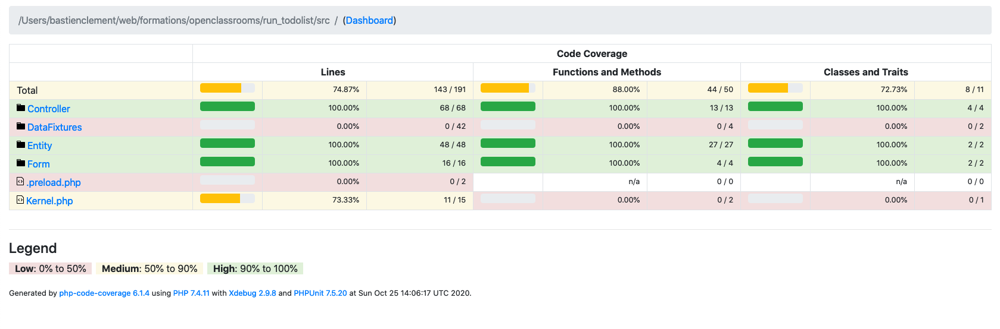 /Users/bastienclement/web/formations/openclassrooms/run_todolist/src / (Dashboard)
Code Coverage
Lines Functions and Methods Classes and Traits
Total 74.87% 143 / 191 88.00% 44 / 50 72.73% 8 / 11
Controller 100.00% 68 / 68 100.00% 13 / 13 100.00% 4 / 4
DataFixtures 0.00% 0 / 42 0.00% 0 / 4 0.00% 0 / 2
Entity 100.00% 48 / 48 100.00% 27 / 27 100.00% 2 / 2
Form 100.00% 16 / 16 100.00% 4 / 4 100.00% 2 / 2
.preload.php 0.00% 0 / 2 n/a 0 / 0 n/a 0 / 0
Kernel.php 73.33% 11 / 15 0.00% 0 / 2 0.00% 0 / 1
Legend
Low: 0% to 50% Medium: 50% to 90% High: 90% to 100%
Generated by php-code-coverage 6.1.4 using PHP 7.4.11 with Xdebug 2.9.8 and PHPUnit 7.5.20 at Sun Oct 25 14:06:17 UTC 2020.